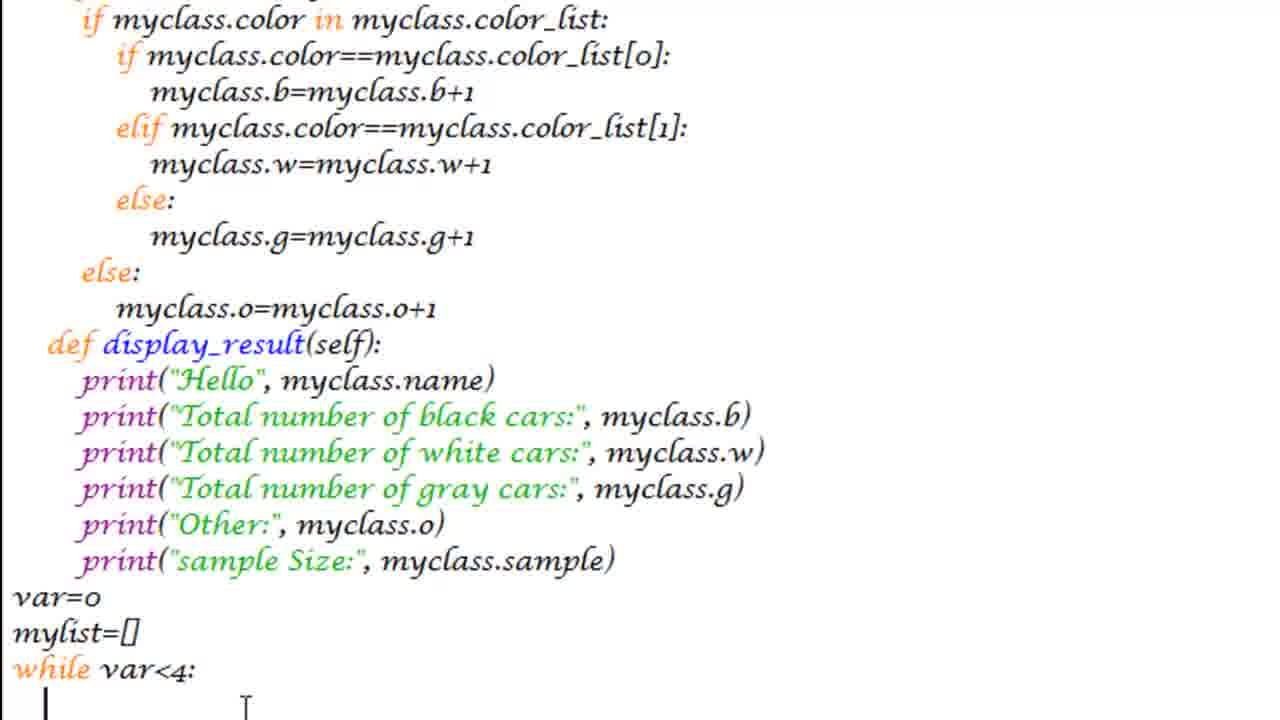 if myclass.color in myclass.color_list:
if myclass.color==myclass.color_list[0]:
myclass.b=myclass.b+1
elif myclass.color==myclass.color_list[1]:
myclass.w=myclass.w+1
else:
myclass.g=myclass.g+1
else:
myclass.o=myclass.o+1
def display_result(self):
print("Hello", myclass.name)
print("Total number of black cars:", myclass.b)
print("Total number of white cars:", myclass.w)
print("Total number of gray cars:", myclass.g)
print("Other:", myclass.o)
print("sample Size:", myclass.sample)
var=0
mylist=[]
while var<4: